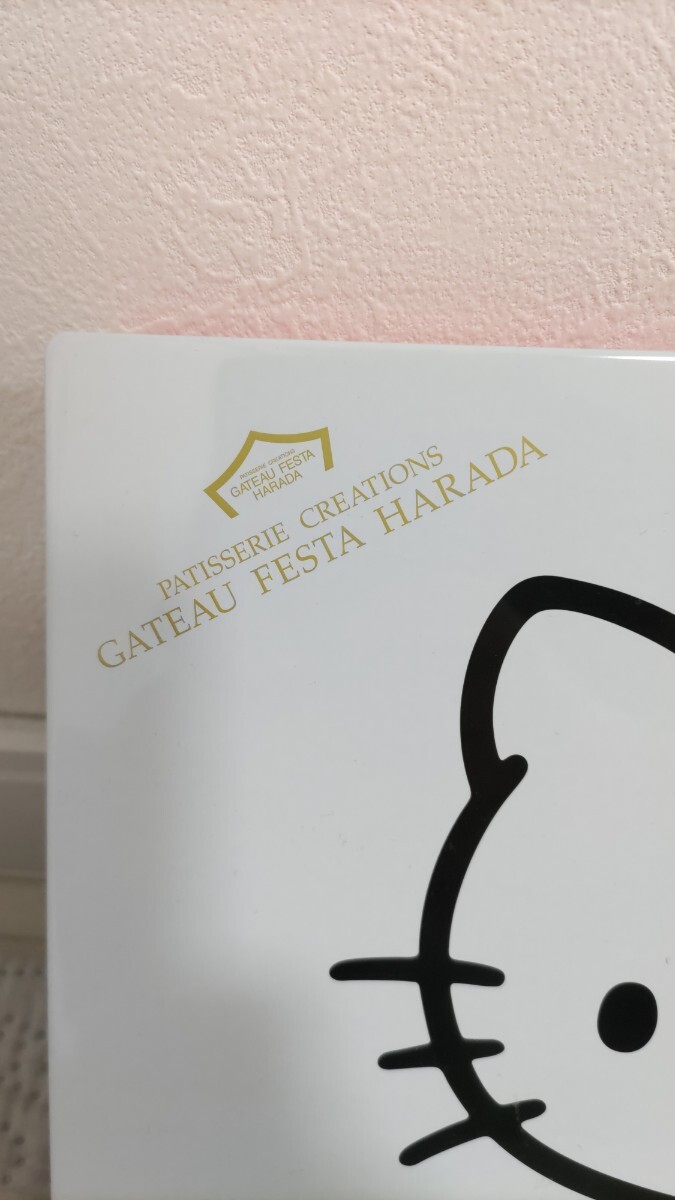 PATISSERIE CREATIONS
GATEAU FESTA
HARADA
PATISSERIE CREATIONS
GATEAU FESTA HARADA